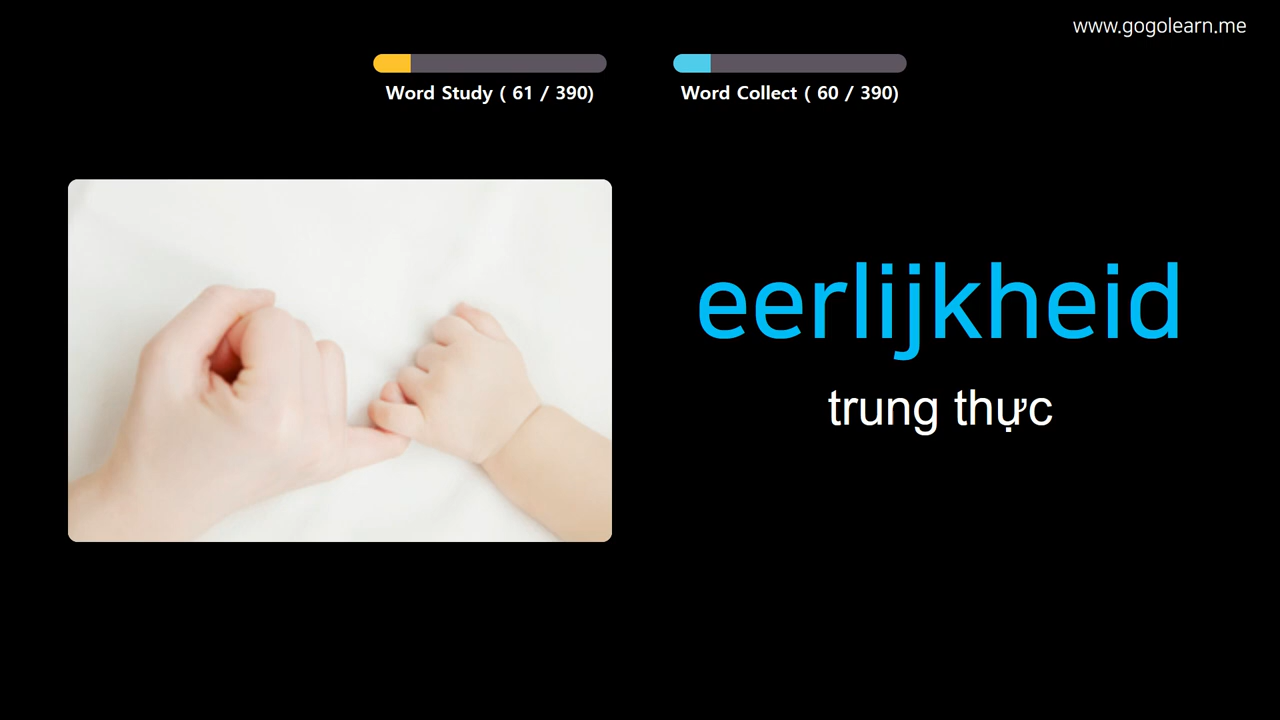 www.gogolearn.me
Word Study ( 61 / 390)
Word Collect ( 60 / 390)
eerlijkheid
trung thực